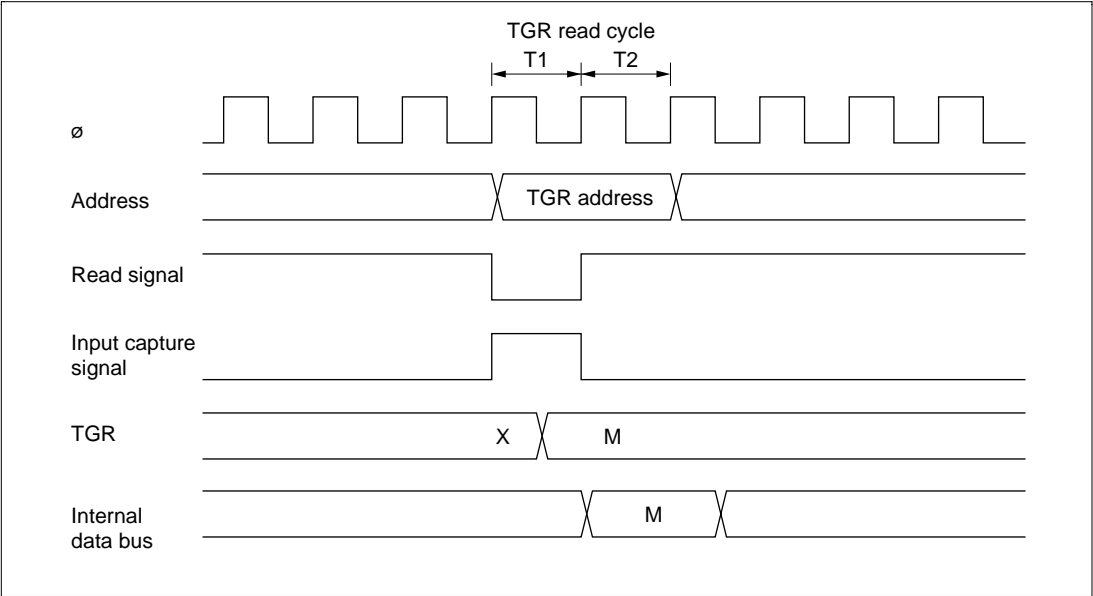 TGR read cycle
T1 T2
ø
Address
TGR address
Read signal
Input capture
signal
TGR
X M
Internal
data bus
M